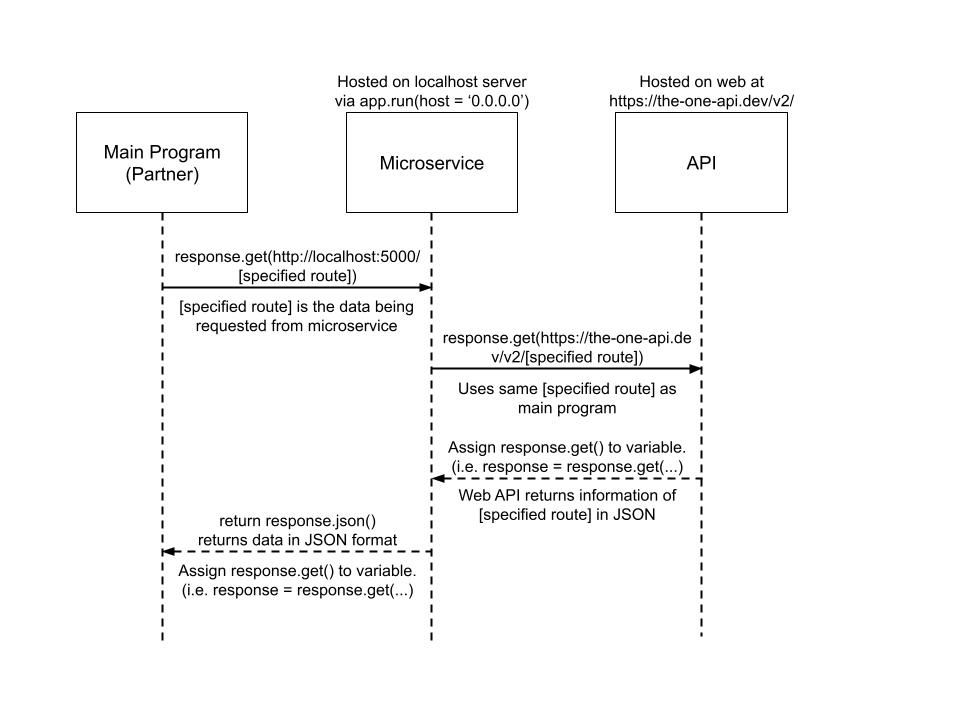 Hosted on localhost server
via app.run(host = ‘0.0.0.0’)
Hosted on web at
https://the-one-api.dev/v2/
Main Program
(Partner)
Microservice
API
response.get(http://localhost:5000/
[specified route])
[specified route] is the data being
requested from microservice
response.get(https://the-one-api.de
v/v2/[specified route])
Uses same [specified route] as
main program
Assign response.get() to variable.
(i.e. response = response.get(...)
Web API returns information of
[specified route] in JSON
return response.json()
returns data in JSON format
Assign response.get() to variable.
(i.e. response = response.get(...)